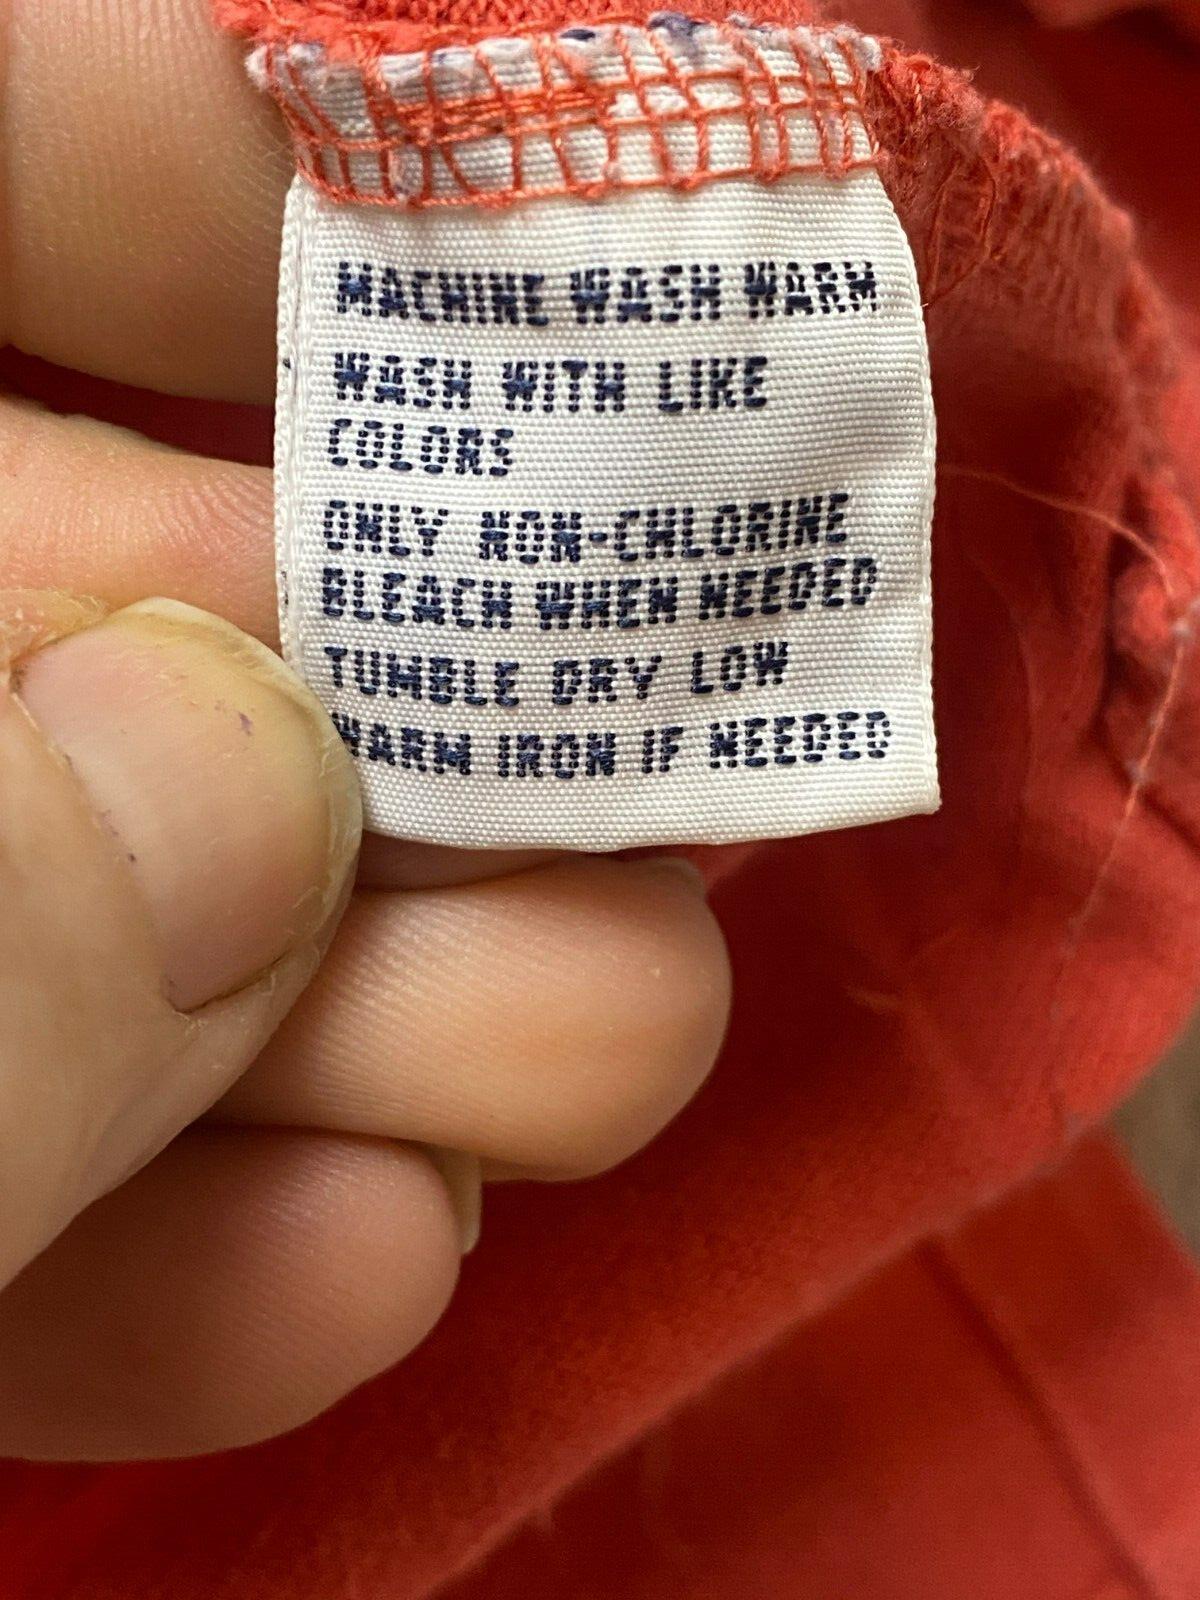 MACHINE WASH WARM
WASH WITH LIKE
COLORS
ONLY NON-CHLORINE
BLEACH WHEN NEEDED
TUMBLE DRY LOW
WARM IRON IF NEEDED